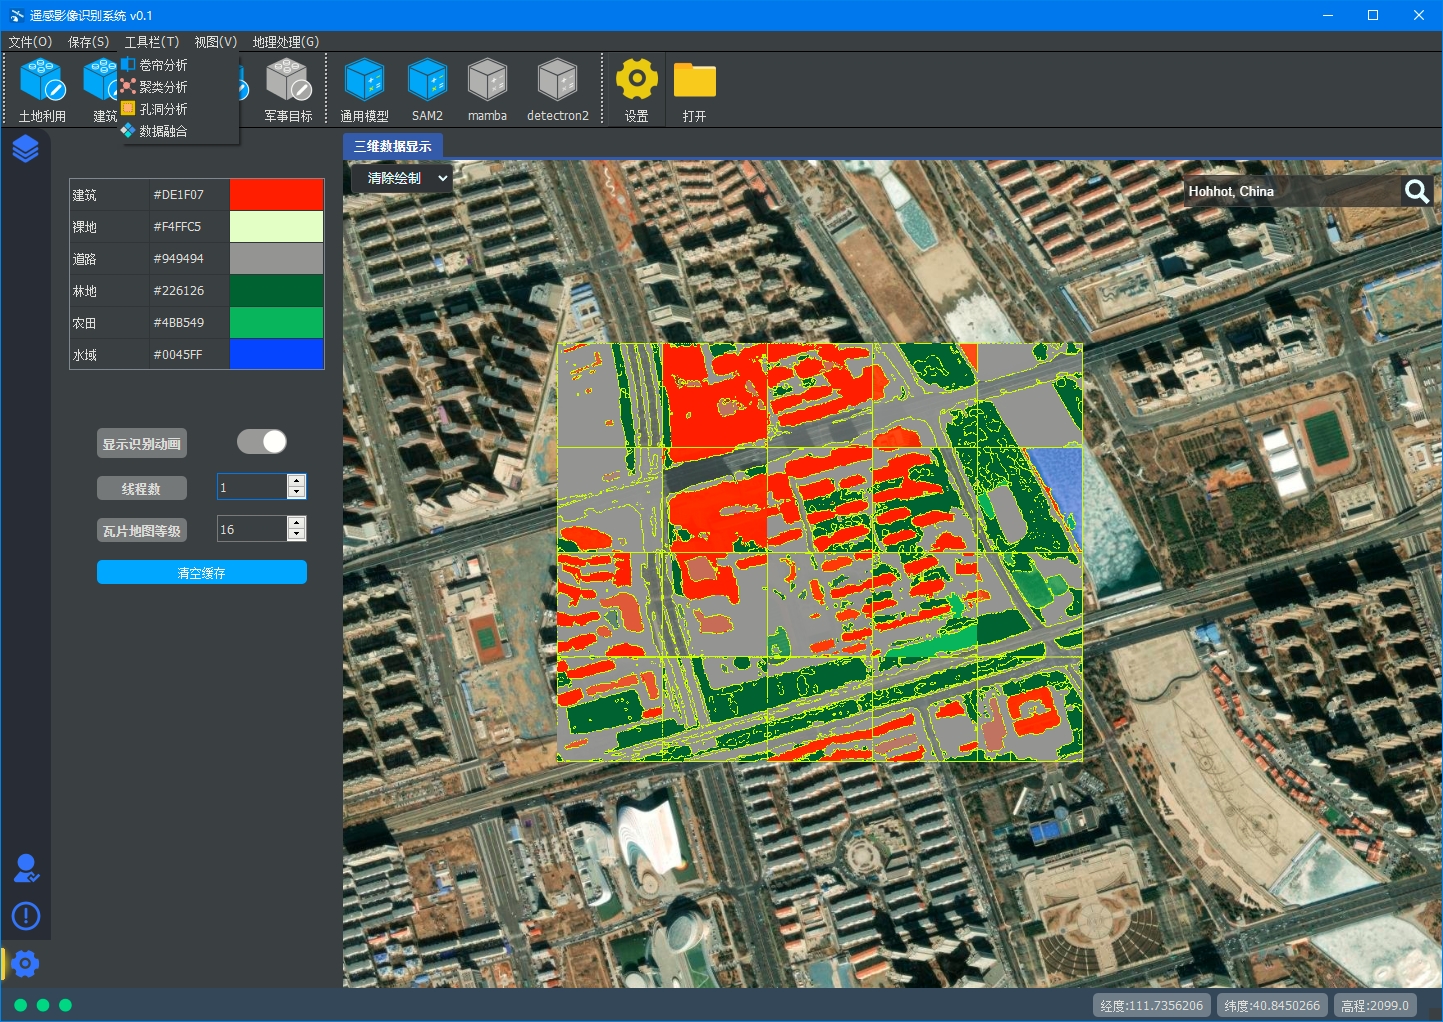 遥感影像识别系统 v0.1
文件(O) 保存(S) 工具栏(T) 视图(V) 地理处理(G)
卷帘分析
聚类分析
孔洞分析
数据融合
土地利用 建筑 军事目标 通用模型 SAM2 mamba detectron2 设置 打开
三维数据显示
清除绘制
Hohhot, China
建筑 #DE1F07
裸地 #F4FFC5
道路 #949494
林地 #226126
农田 #4BB549
水域 #0045FF
显示识别动画
线程数 1
瓦片地图等级 16
清空缓存
经度:111.7356206 纬度:40.8450266 高程:2099.0